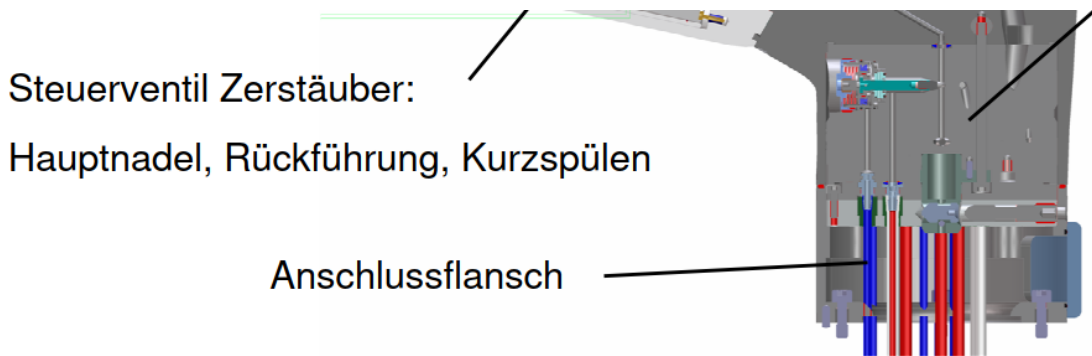 Steuerventil Zerstäuber:
Hauptnadel, Rückführung, Kurzspülen
Anschlussflansch